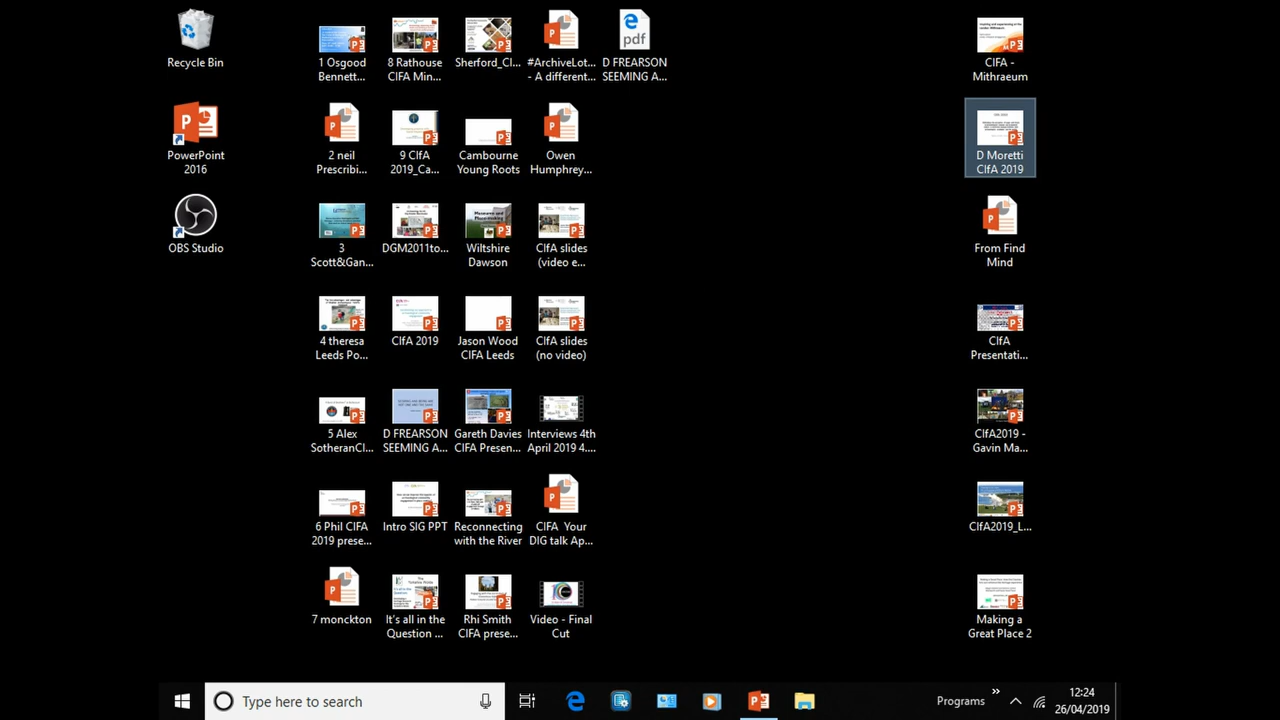 Recycle Bin
PowerPoint
2016
OBS Studio
1 Osgood
Bennett...
2 neil
Prescribi...
3
Scott&Gan...
4 theresa
Leeds Po...
5 Alex
SotheranCI...
6 Phil CIFA
2019 prese...
7 monckton
8 Rathouse
CIFA Min...
9 CIfA
2019_Ca...
DGM2011to...
CIfA 2019
D FREARSON
SEEMING A...
Intro SIG PPT
It's all in the
Question ...
Sherford_CI...
Cambourne
Young Roots
Wiltshire
Dawson
Jason Wood
CIFA Leeds
Gareth Davies
CIFA Presen...
Reconnecting
with the River
Rhi Smith
CIFA prese...
#ArchiveLot...
- A different...
Owen
Humphrey...
CIfA slides
(video e...
CIfA slides
(no video)
Interviews 4th
April 2019 4....
CIFA Your
DIG talk Ap...
Video - Final
Cut
pdf
D FREARSON
SEEMING A...
CIFA -
Mithraeum
D Moretti
CIfA 2019
From Find
Mind
CIfA
Presentati...
CIfA2019 -
Gavin Ma...
CIfA2019_L...
Making a
Great Place 2
Type here to search
Programs
12:24
26/04/2019